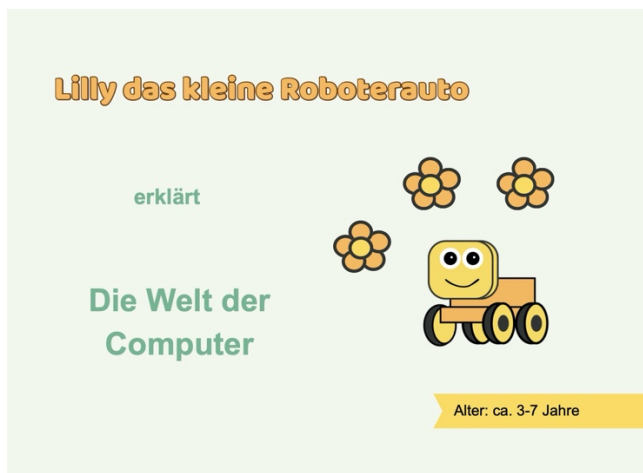 Lilly das kleine Roboterauto
erklärt
Die Welt der
Computer
Alter: ca. 3-7 Jahre